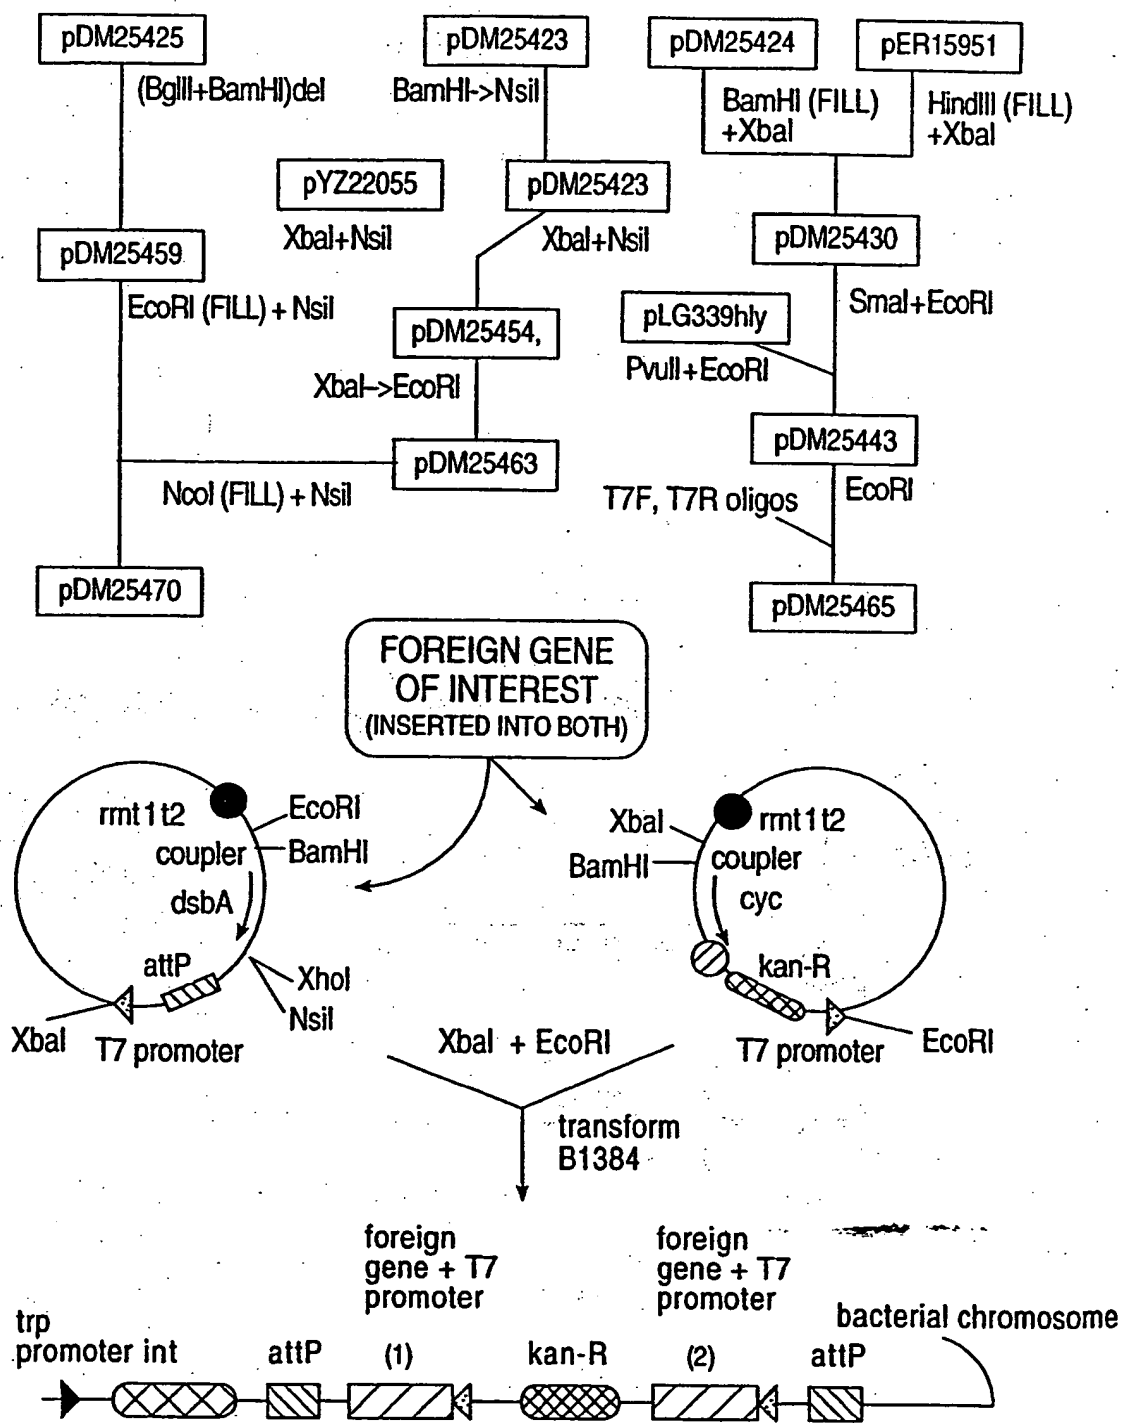 pDM25425
pDM25423
pDM25424
pER15951
(BglII+BamHI)del
BamHI->NsiI
BamHI (FILL)
+XbaI
HindIII (FILL)
+XbaI
pYZ22055
pDM25423
XbaI+NsiI
XbaI+NsiI
pDM25459
pDM25430
EcoRI (FILL) + NsiI
SmaI+EcoRI
pLG339hly
pDM25454,
PvuII+EcoRI
XbaI->EcoRI
pDM25443
pDM25463
NcoI (FILL) + NsiI
EcoRI
T7F, T7R oligos
pDM25470
pDM25465
FOREIGN GENE
OF INTEREST
(INSERTED INTO BOTH)
rrnt1t2
EcoRI
coupler
BamHI
dsbA
attP
XhoI
NsiI
XbaI
T7 promoter
XbaI
rrnt1t2
BamHI
coupler
cyc
kan-R
T7 promoter
EcoRI
XbaI + EcoRI
transform
B1384
foreign
gene + T7
promoter
foreign
gene + T7
promoter
bacterial chromosome
trp
promoter int
attP
(1)
kan-R
(2)
attP